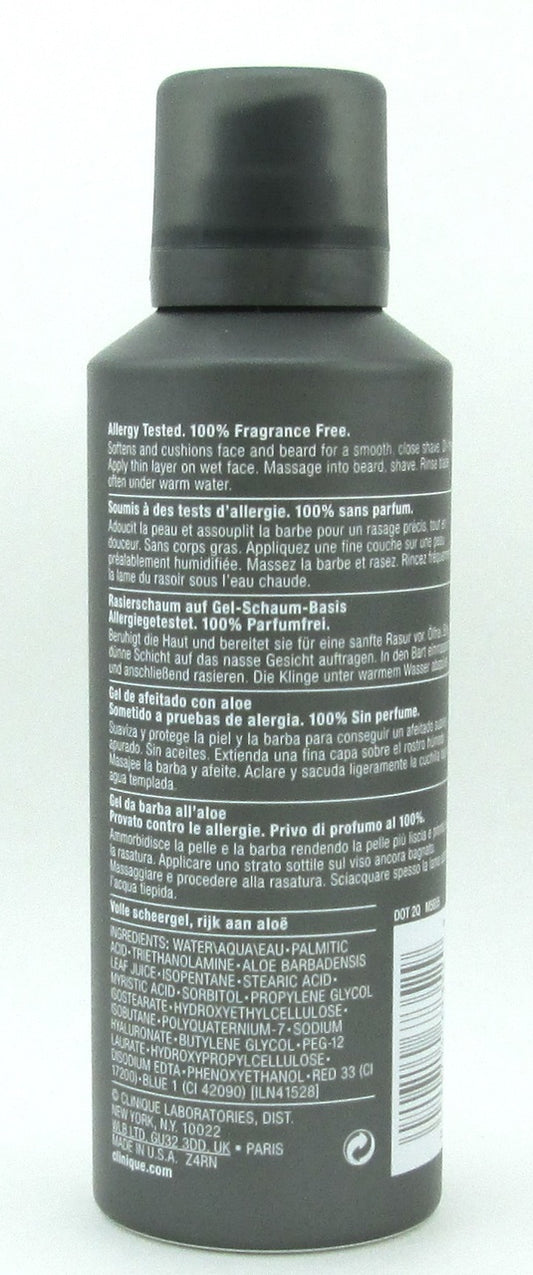 Allergy Tested. 100% Fragrance Free.
Softens and cushions face and beard for a smooth, close shave.
Apply thin layer on wet face. Massage into beard, shave. Rinse blade
often under warm water.
Soumis à des tests d'allergie. 100% sans parfum.
Adoucit la peau et assouplit la barbe pour un rasage précis, tout en
douceur. Sans corps gras. Appliquez une fine couche sur une peau
préalablement humidifiée. Massez la barbe et rasez. Rincez fréquemment
la lame du rasoir sous l'eau chaude.
Rasierschaum auf Gel-Schaum-Basis
Allergiegetestet. 100% Parfumfrei.
Beruhigt die Haut und bereitet sie für eine sanfte Rasur vor. Ölfrei.
dünne Schicht auf das nasse Gesicht auftragen. In den Bart
und anschließend rasieren. Die Klinge unter warmem Wasser
Gel de afeitado con aloe
Sometido a pruebas de alergia. 100% Sin perfume.
Suaviza y protege la piel y la barba para conseguir un afeitado
apurado. Sin aceites. Extienda una fina capa sobre el rostro húmedo
Masajee la barba y afeite. Aclare y sacuda ligeramente la cuchilla
agua templada.
Gel da barba all'aloe
Provato contro le allergie. Privo di profumo al 100%.
Ammorbidisce la pelle e la barba rendendo la pelle più liscia e
la rasatura. Applicare uno strato sottile sul viso ancora bagnato.
Massaggiare e procedere alla rasatura. Sciacquare spesso la lama
l'acqua tiepida.
Volle scheergel, rijk aan aloë
DOT 2Q
INGREDIENTS: WATER\AQUA\EAU • PALMITIC
ACID • TRIETHANOLAMINE • ALOE BARBADENSIS
LEAF JUICE • ISOPENTANE • STEARIC ACID •
MYRISTIC ACID • SORBITOL • PROPYLENE GLYCOL
ISOSTEARATE • HYDROXYETHYLCELLULOSE •
ISOBUTANE • POLYQUATERNIUM-7 • SODIUM
HYALURONATE • BUTYLENE GLYCOL • PEG-12
LAURATE • HYDROXYPROPYLCELLULOSE •
DISODIUM EDTA • PHENOXYETHANOL • RED 33 (CI
17200) • BLUE 1 (CI 42090) [ILN41528]
© CLINIQUE LABORATORIES, DIST.
NEW YORK, N.Y. 10022
WLB LTD. GU32 3DD, UK • PARIS
MADE IN U.S.A. Z4RN
clinique.com